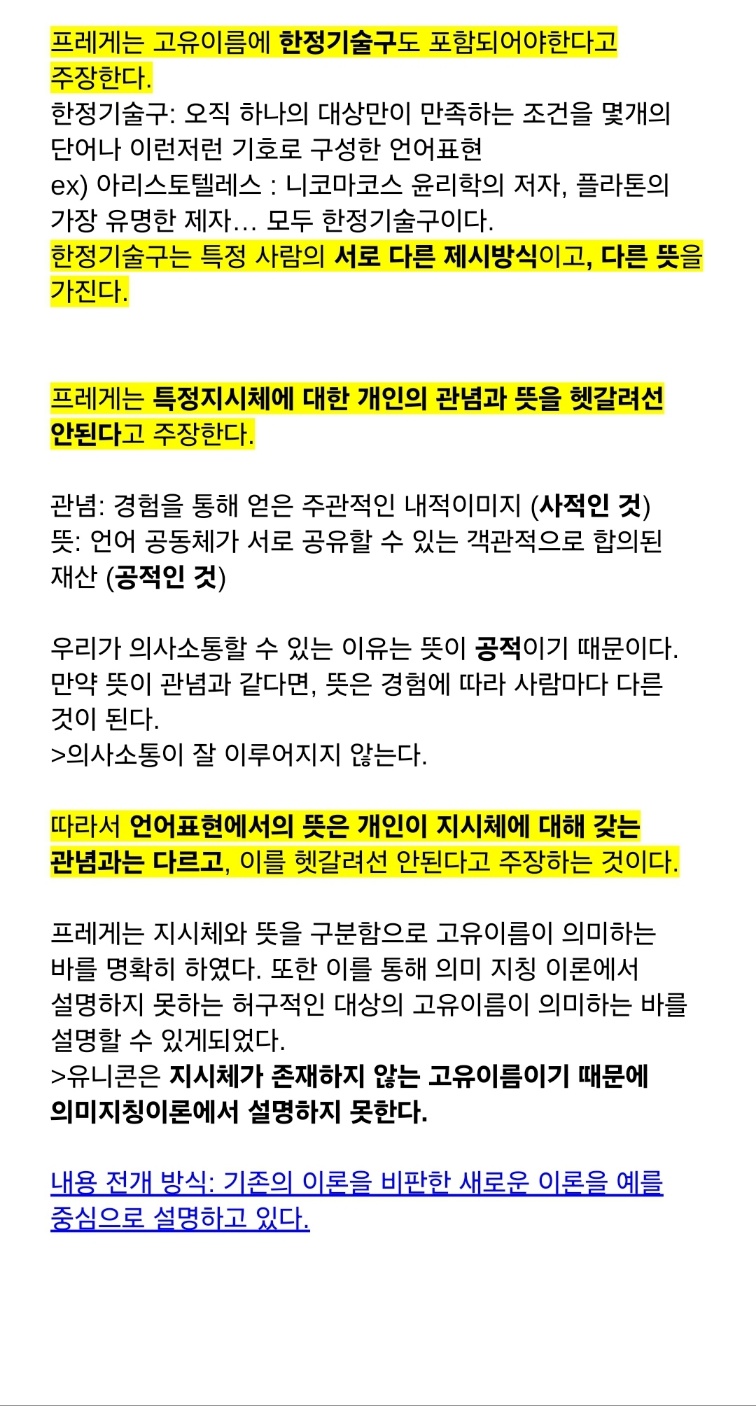 프레게는 고유이름에 한정기술구도 포함되어야한다고
주장한다.
한정기술구: 오직 하나의 대상만이 만족하는 조건을 몇개의
단어나 이런저런 기호로 구성한 언어표현
ex) 아리스토텔레스 : 니코마코스 윤리학의 저자, 플라톤의
가장 유명한 제자... 모두 한정기술구이다.
한정기술구는 특정 사람의 서로 다른 제시방식이고, 다른 뜻을
가진다.
프레게는 특정지시체에 대한 개인의 관념과 뜻을 헷갈려선
안된다고 주장한다.
관념: 경험을 통해 얻은 주관적인 내적이미지 (사적인 것)
뜻: 언어 공동체가 서로 공유할 수 있는 객관적으로 합의된
재산 (공적인 것)
우리가 의사소통할 수 있는 이유는 뜻이 공적이기 때문이다.
만약 뜻이 관념과 같다면, 뜻은 경험에 따라 사람마다 다른
것이 된다.
>의사소통이 잘 이루어지지 않는다.
따라서 언어표현에서의 뜻은 개인이 지시체에 대해 갖는
관념과는 다르고, 이를 헷갈려선 안된다고 주장하는 것이다.
프레게는 지시체와 뜻을 구분함으로 고유이름이 의미하는
바를 명확히 하였다. 또한 이를 통해 의미 지칭 이론에서
설명하지 못하는 허구적인 대상의 고유이름이 의미하는 바를
설명할 수 있게되었다.
>유니콘은 지시체가 존재하지 않는 고유이름이기 때문에
의미지칭이론에서 설명하지 못한다.
내용 전개 방식: 기존의 이론을 비판한 새로운 이론을 예를
중심으로 설명하고 있다.